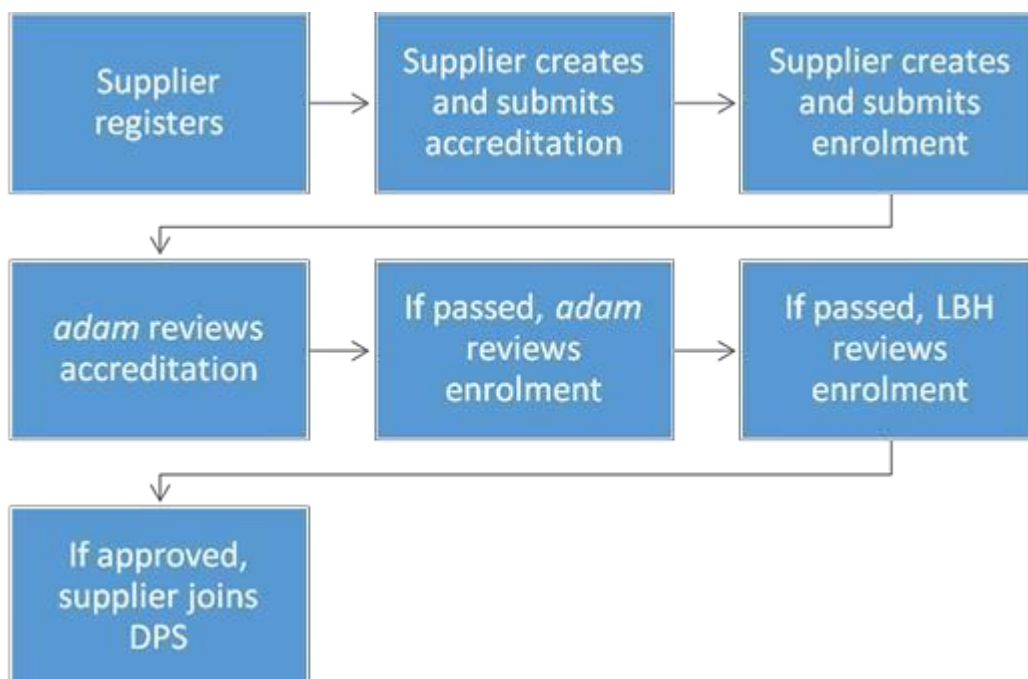 Supplier
registers
Supplier creates
and submits
accreditation
Supplier creates
and submits
enrolment
adam reviews
accreditation
If passed, adam
reviews
enrolment
If passed, LBH
reviews
enrolment
If approved,
supplier joins
DPS